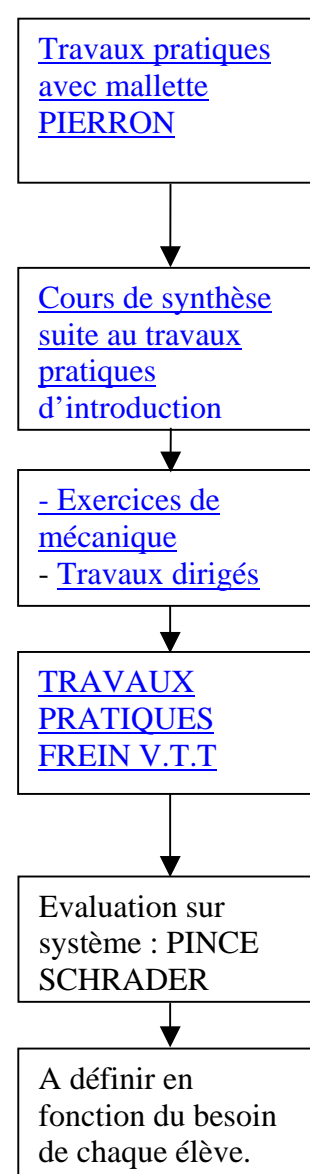 Travaux pratiques
avec mallette
PIERRON
Cours de synthèse
suite au travaux
pratiques
d’introduction
- Exercices de
mécanique
- Travaux dirigés
TRAVAUX
PRATIQUES
FREIN V.T.T
Evaluation sur
système : PINCE
SCHRADER
A définir en
fonction du besoin
de chaque élève.